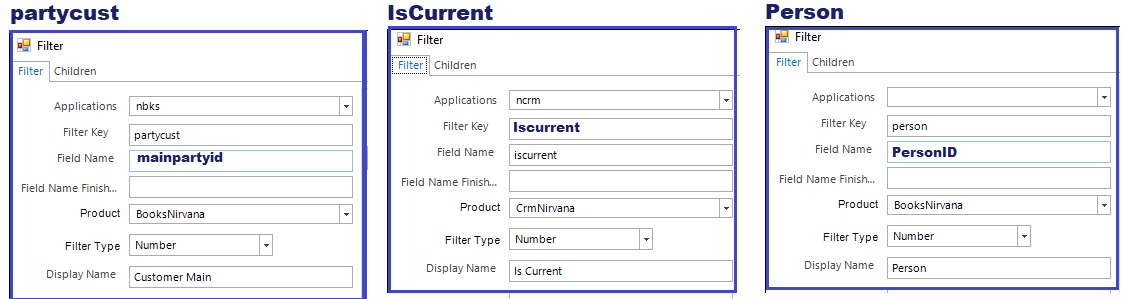 partycust
Filter
Filter Children
Applications nbks
Filter Key partycust
Field Name mainpartyid
Field Name Finish...
Product BooksNirvana
Filter Type Number
Display Name Customer Main
IsCurrent
Filter
Filter Children
Applications ncrm
Filter Key Iscurrent
Field Name iscurrent
Field Name Finish...
Product CrmNirvana
Filter Type Number
Display Name Is Current
Person
Filter
Filter Children
Applications
Filter Key person
Field Name PersonID
Field Name Finish...
Product BooksNirvana
Filter Type Number
Display Name Person